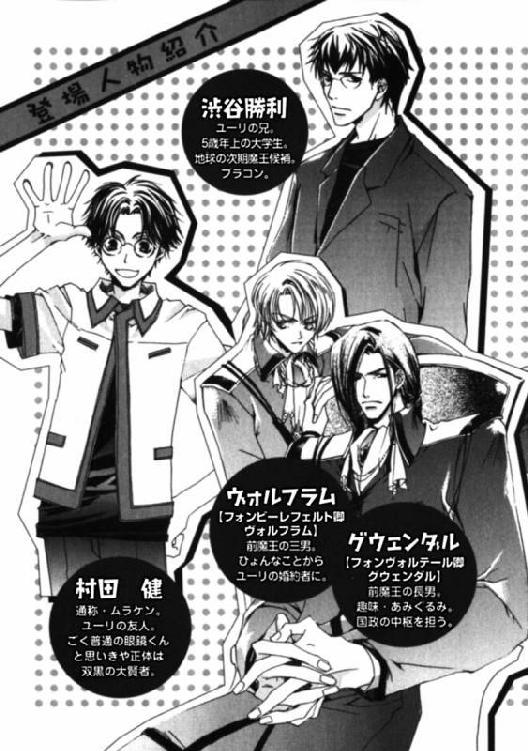 登場人物紹介
渋谷勝利
ユーリの兄。
5歳年上の大学生。
地球の次期魔王候補。
ブラコン。
ヴォルフラム
【フォンビーレフェルト卿
ヴォルフラム】
前魔王の三男。
ひょんなことから
ユーリの婚約者に。
グウェンダル
【フォンヴォルテール卿
グウェンダル】
前魔王の長男。
趣味・あみぐるみ。
国政の中枢を担う。
村田 健
通称・ムラケン。
ユーリの友人。
ごく普通の眼鏡くん
と思いきや正体は
双黒の大賢者。